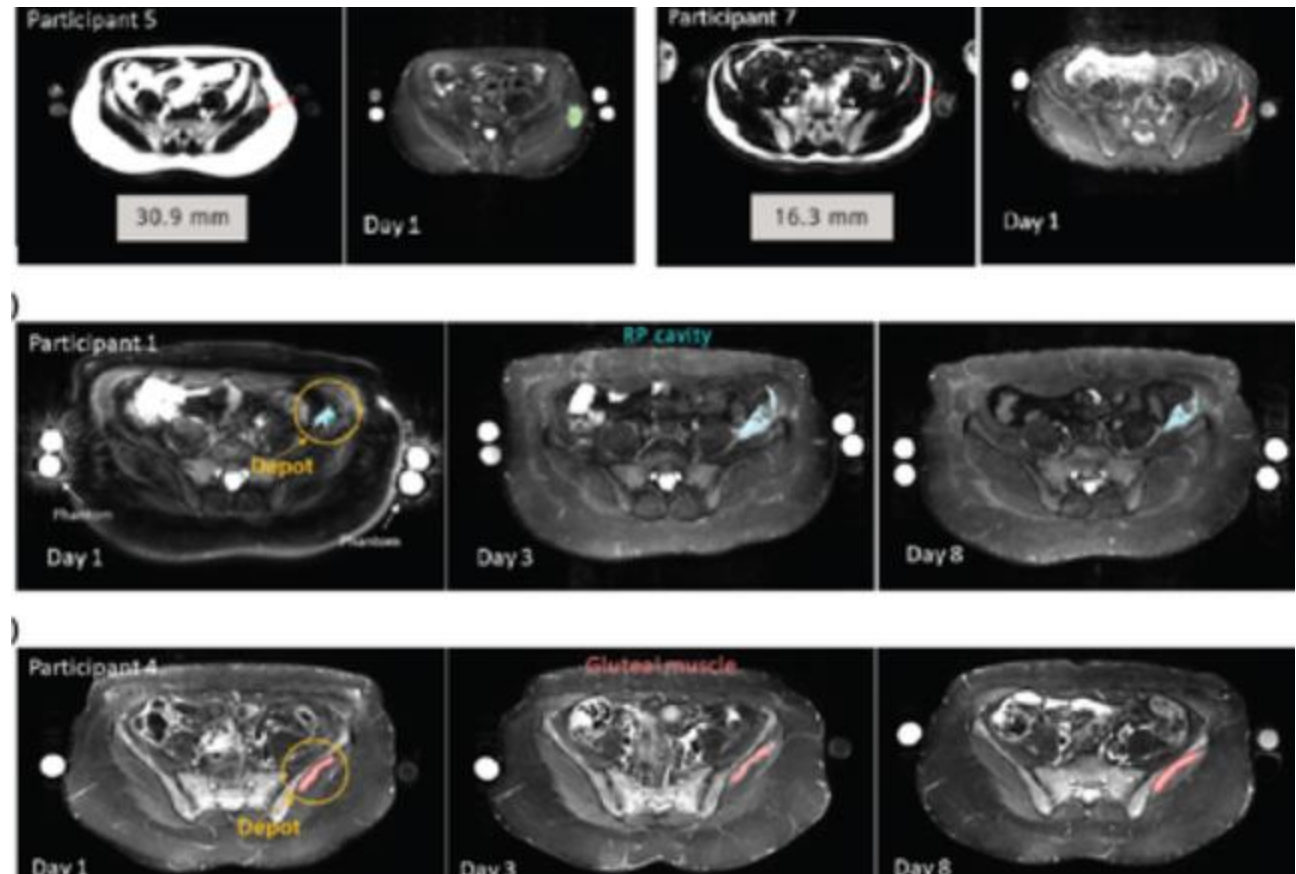 Participant 5
Participant 7
30.9 mm
Day 1
16.3 mm
Day 1
)
Participant 1
RP cavity
Depot
Phantom
Phantom
Day 1
Day 3
Day 8
)
Participant 4
Gluteal muscle
Depot
Day 1
Day 3
Day 8